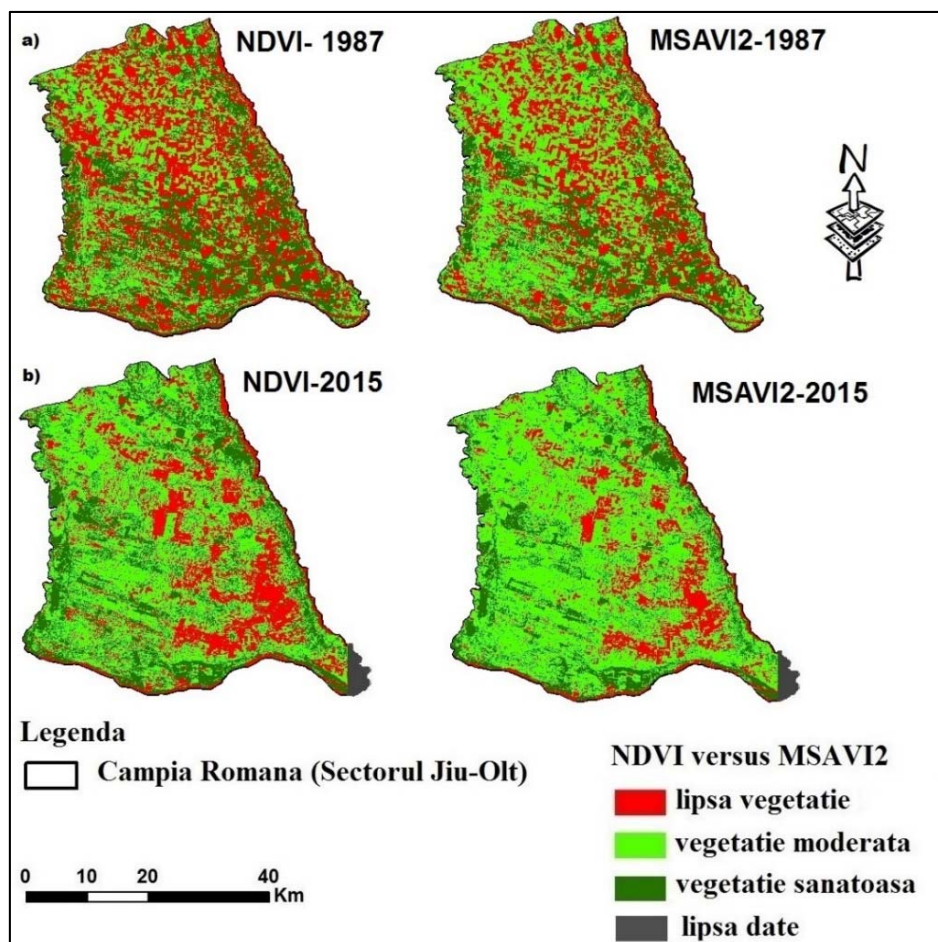 a)
NDVI- 1987
MSAVI2-1987
N
b)
NDVI-2015
MSAVI2-2015
Legenda
Campia Romana (Sectorul Jiu-Olt)
0 10 20 40
Km
NDVI versus MSAVI2
lipsa vegetatie
vegetatie moderata
vegetatie sanatoasa
lipsa date